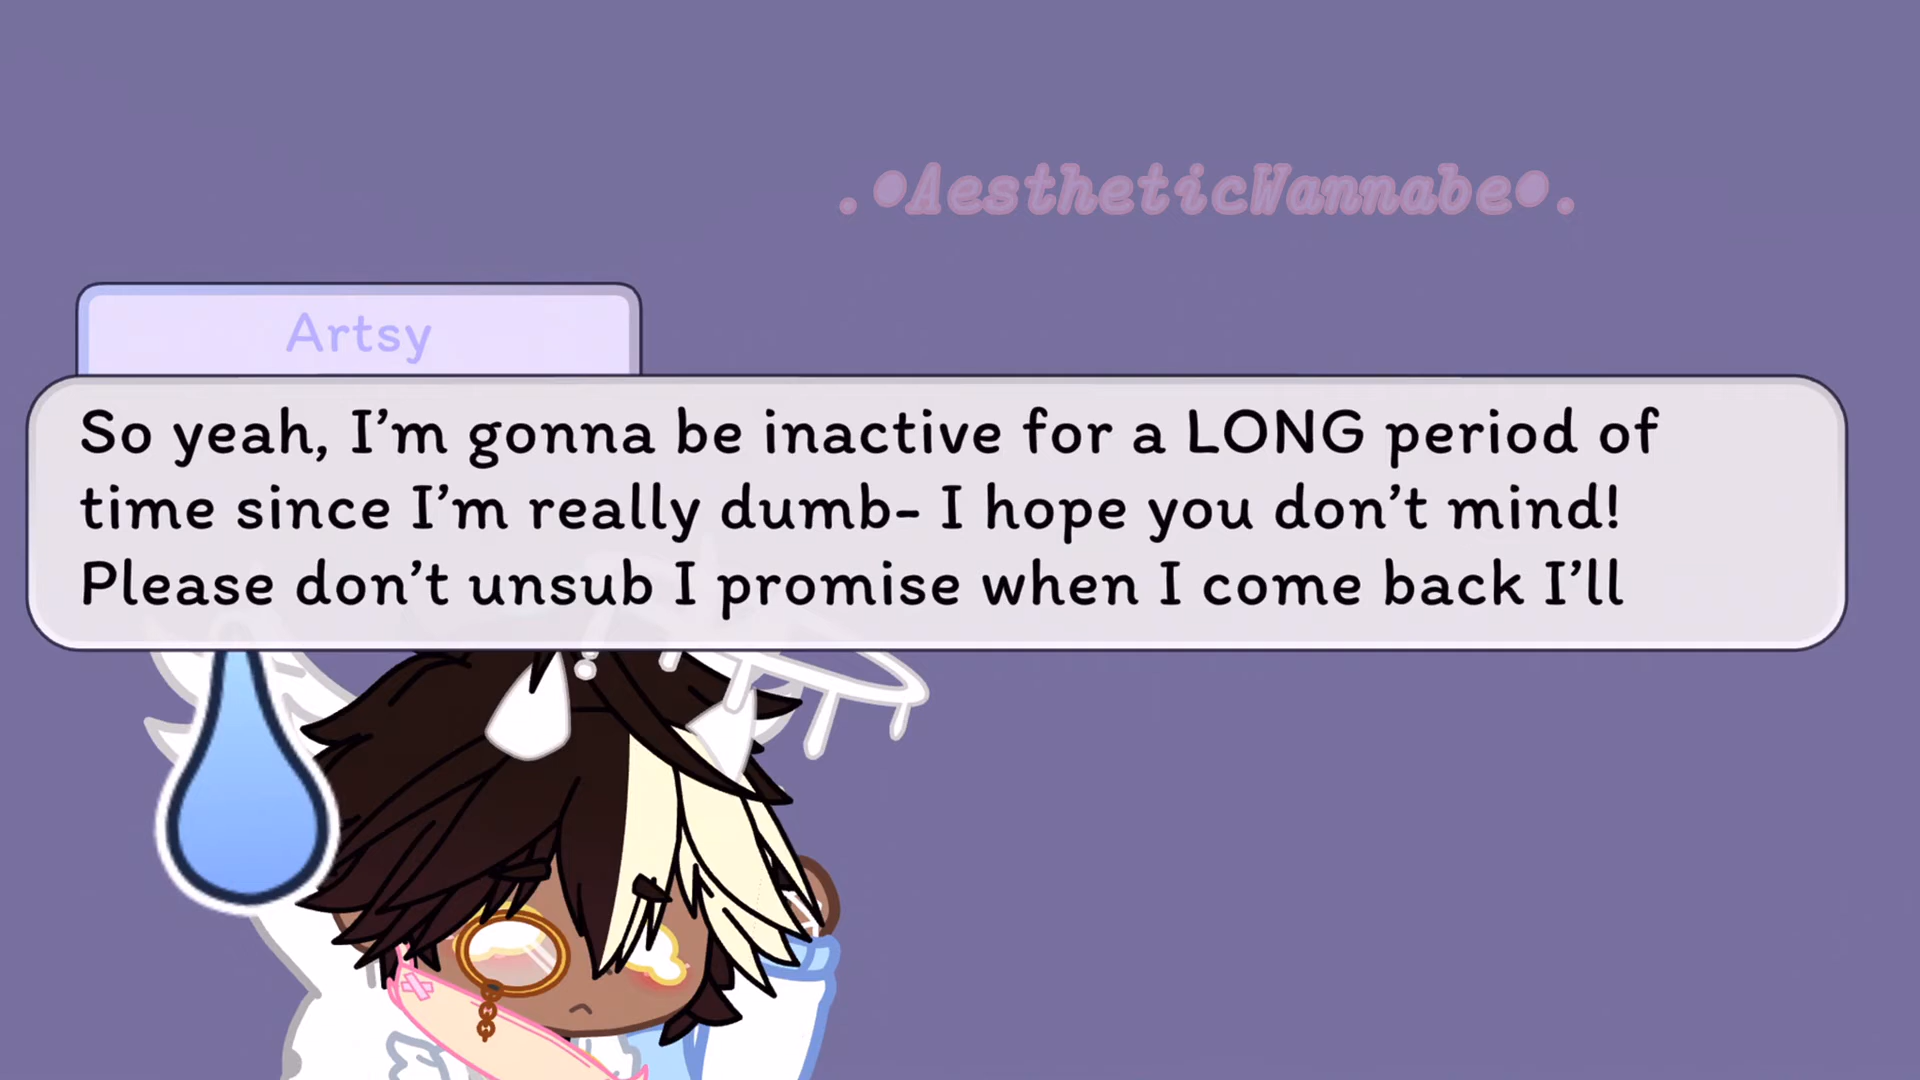 .●AestheticWannabe●.
Artsy
So yeah, I'm gonna be inactive for a LONG period of
time since I'm really dumb- I hope you don't mind!
Please don't unsub I promise when I come back I'll